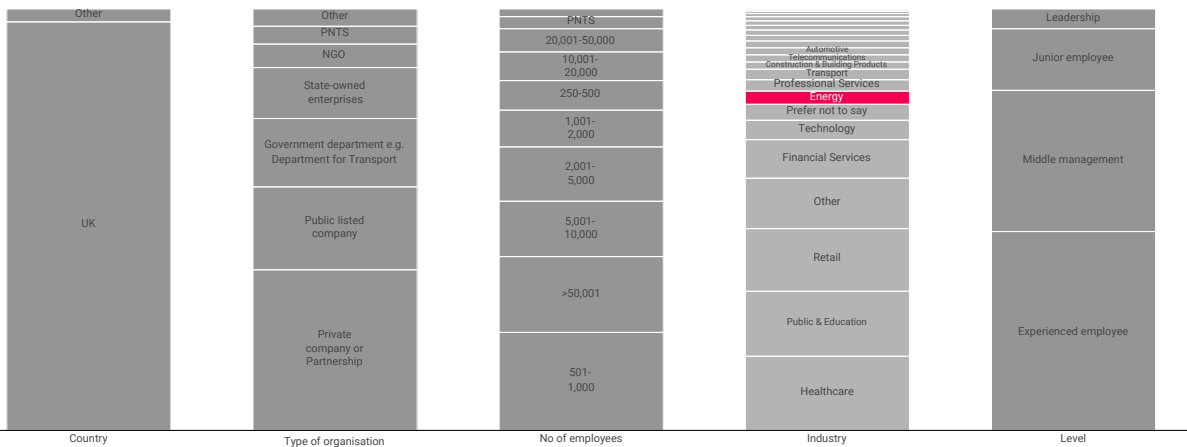 Other
UK
Country
Other
PNTS
NGO
State-owned
enterprises
Government department e.g.
Department for Transport
Public listed
company
Private
company or
Partnership
Type of organisation
PNTS
20,001-50,000
10,001-
20,000
250-500
1,001-
2,000
2,001-
5,000
5,001-
10,000
>50,001
501-
1,000
No of employees
Automotive
Telecommunications
Construction & Building Products
Transport
Professional Services
Energy
Prefer not to say
Technology
Financial Services
Other
Retail
Public & Education
Healthcare
Industry
Leadership
Junior employee
Middle management
Experienced employee
Level